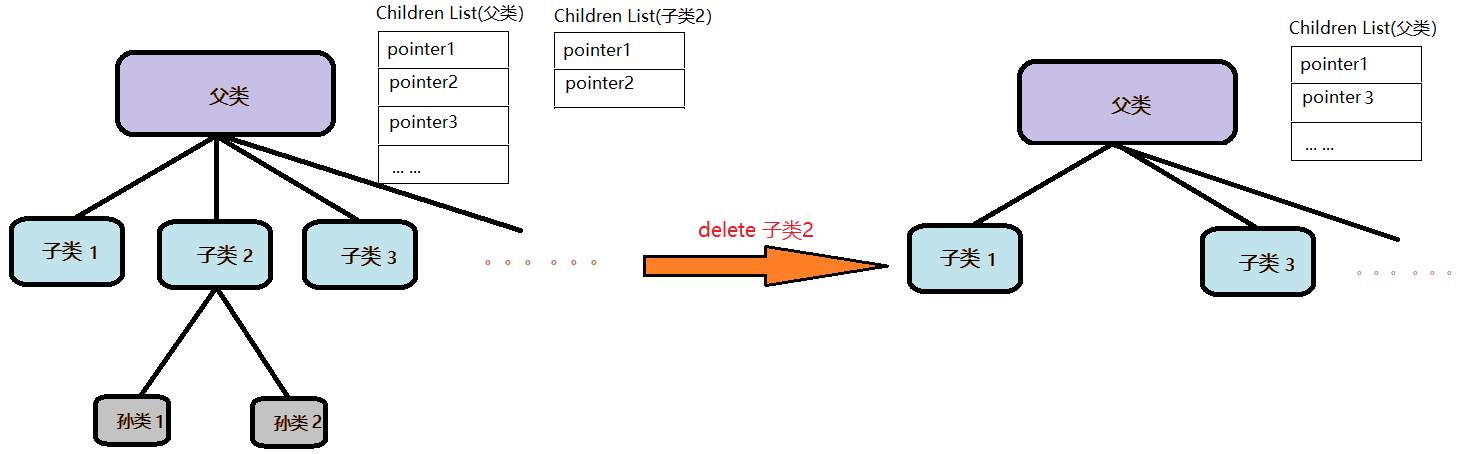 Children List(父类)
pointer1
pointer2
pointer3
... ...
Children List(子类2)
pointer1
pointer2
父类
子类 1
子类 2
子类 3
。。。。。。
孙类 1
孙类 2
delete 子类2
Children List(父类)
pointer1
pointer 3
... ...
父类
子类 1
子类 3
。。。。。。